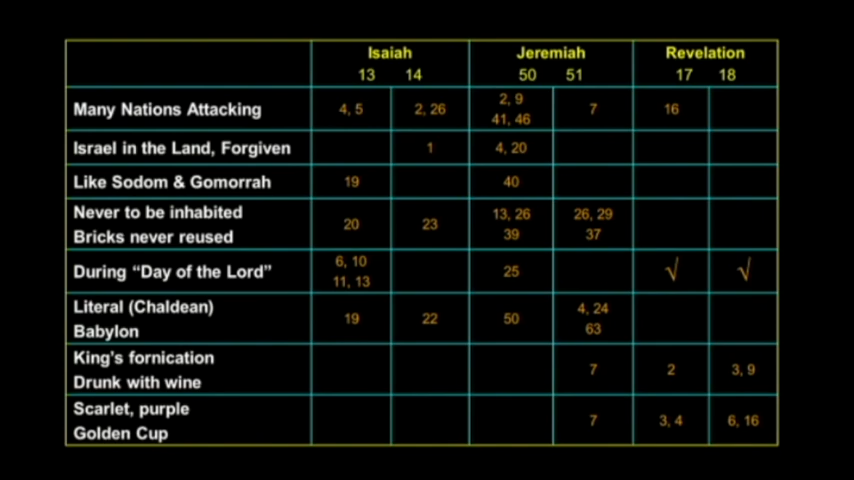 Isaiah Jeremiah Revelation
13 14 50 51 17 18
Many Nations Attacking 4, 5 2, 26 2, 9 41, 46 7 16
Israel in the Land, Forgiven 1 4, 20
Like Sodom & Gomorrah 19 40
Never to be inhabited 13, 26 26, 29
20 23
Bricks never reused 39 37
During “Day of the Lord” 6, 10 11, 13 25 √ √
Literal (Chaldean) 4, 24
19 22 50
Babylon 63
King's fornication
7 2 3, 9
Drunk with wine
Scarlet, purple
7 3, 4 6, 16
Golden Cup